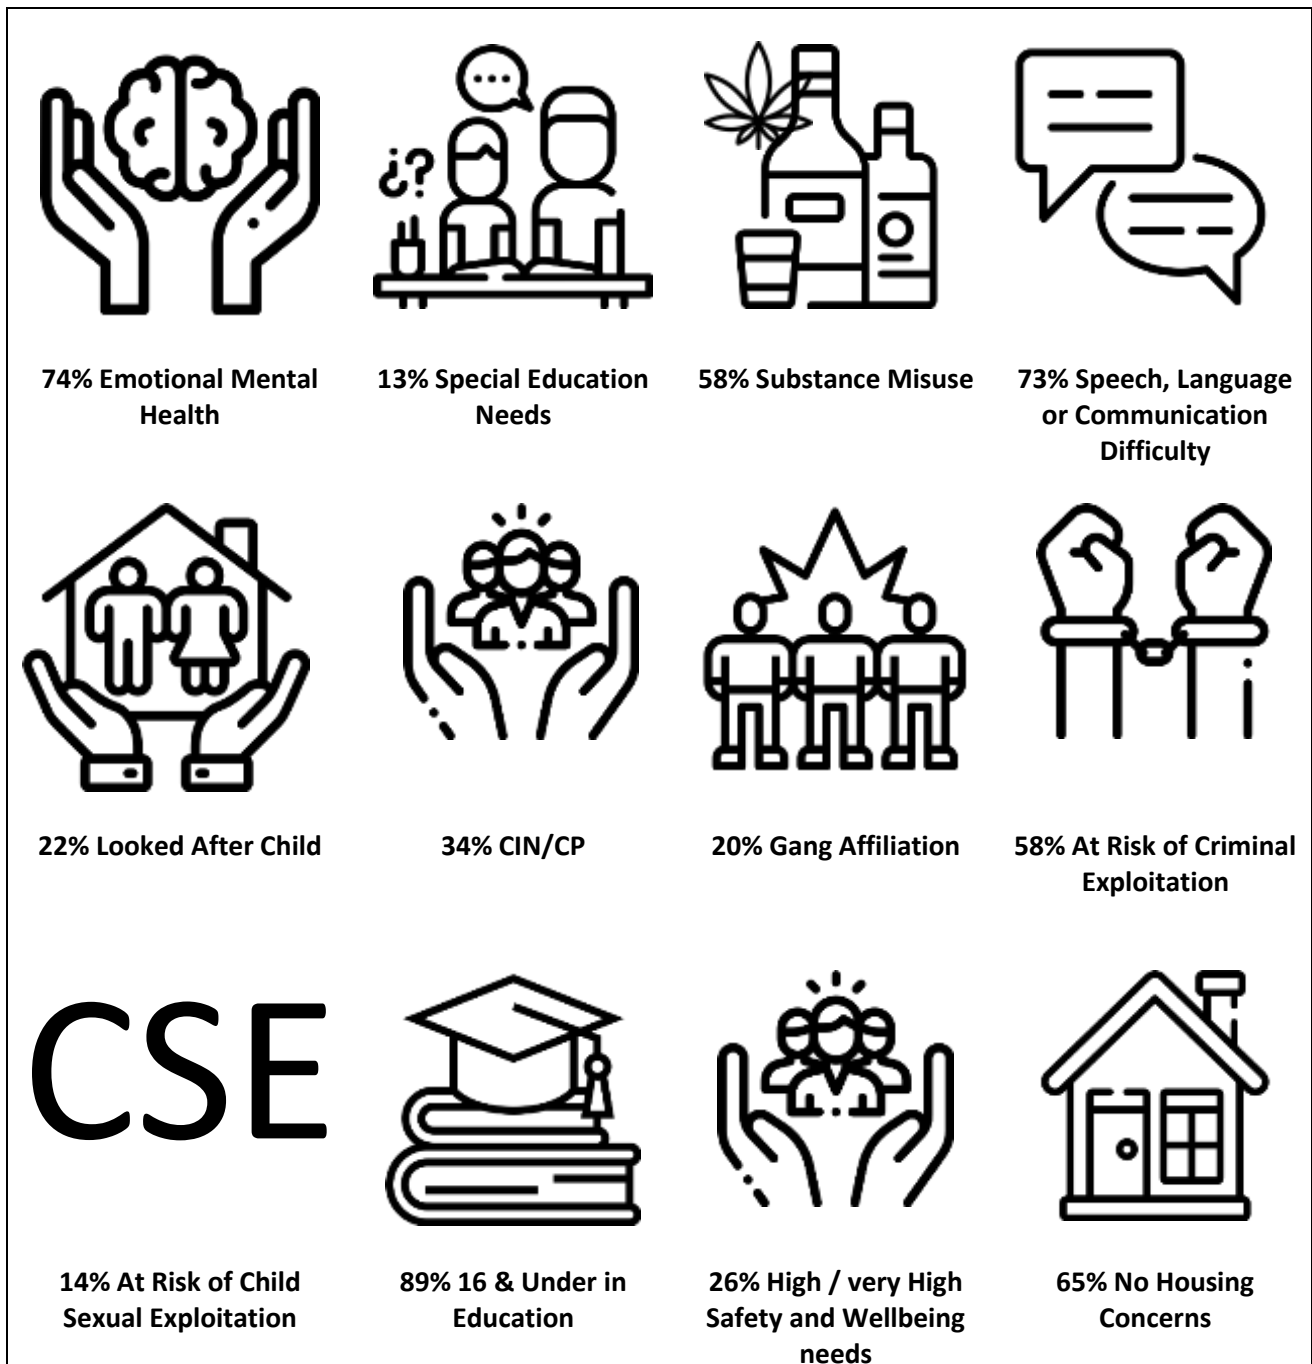 74% Emotional Mental
Health
13% Special Education
Needs
58% Substance Misuse
73% Speech, Language
or Communication
Difficulty
22% Looked After Child
34% CIN/CP
20% Gang Affiliation
58% At Risk of Criminal
Exploitation
CSE
14% At Risk of Child
Sexual Exploitation
89% 16 & Under in
Education
26% High / very High
Safety and Wellbeing
needs
65% No Housing
Concerns